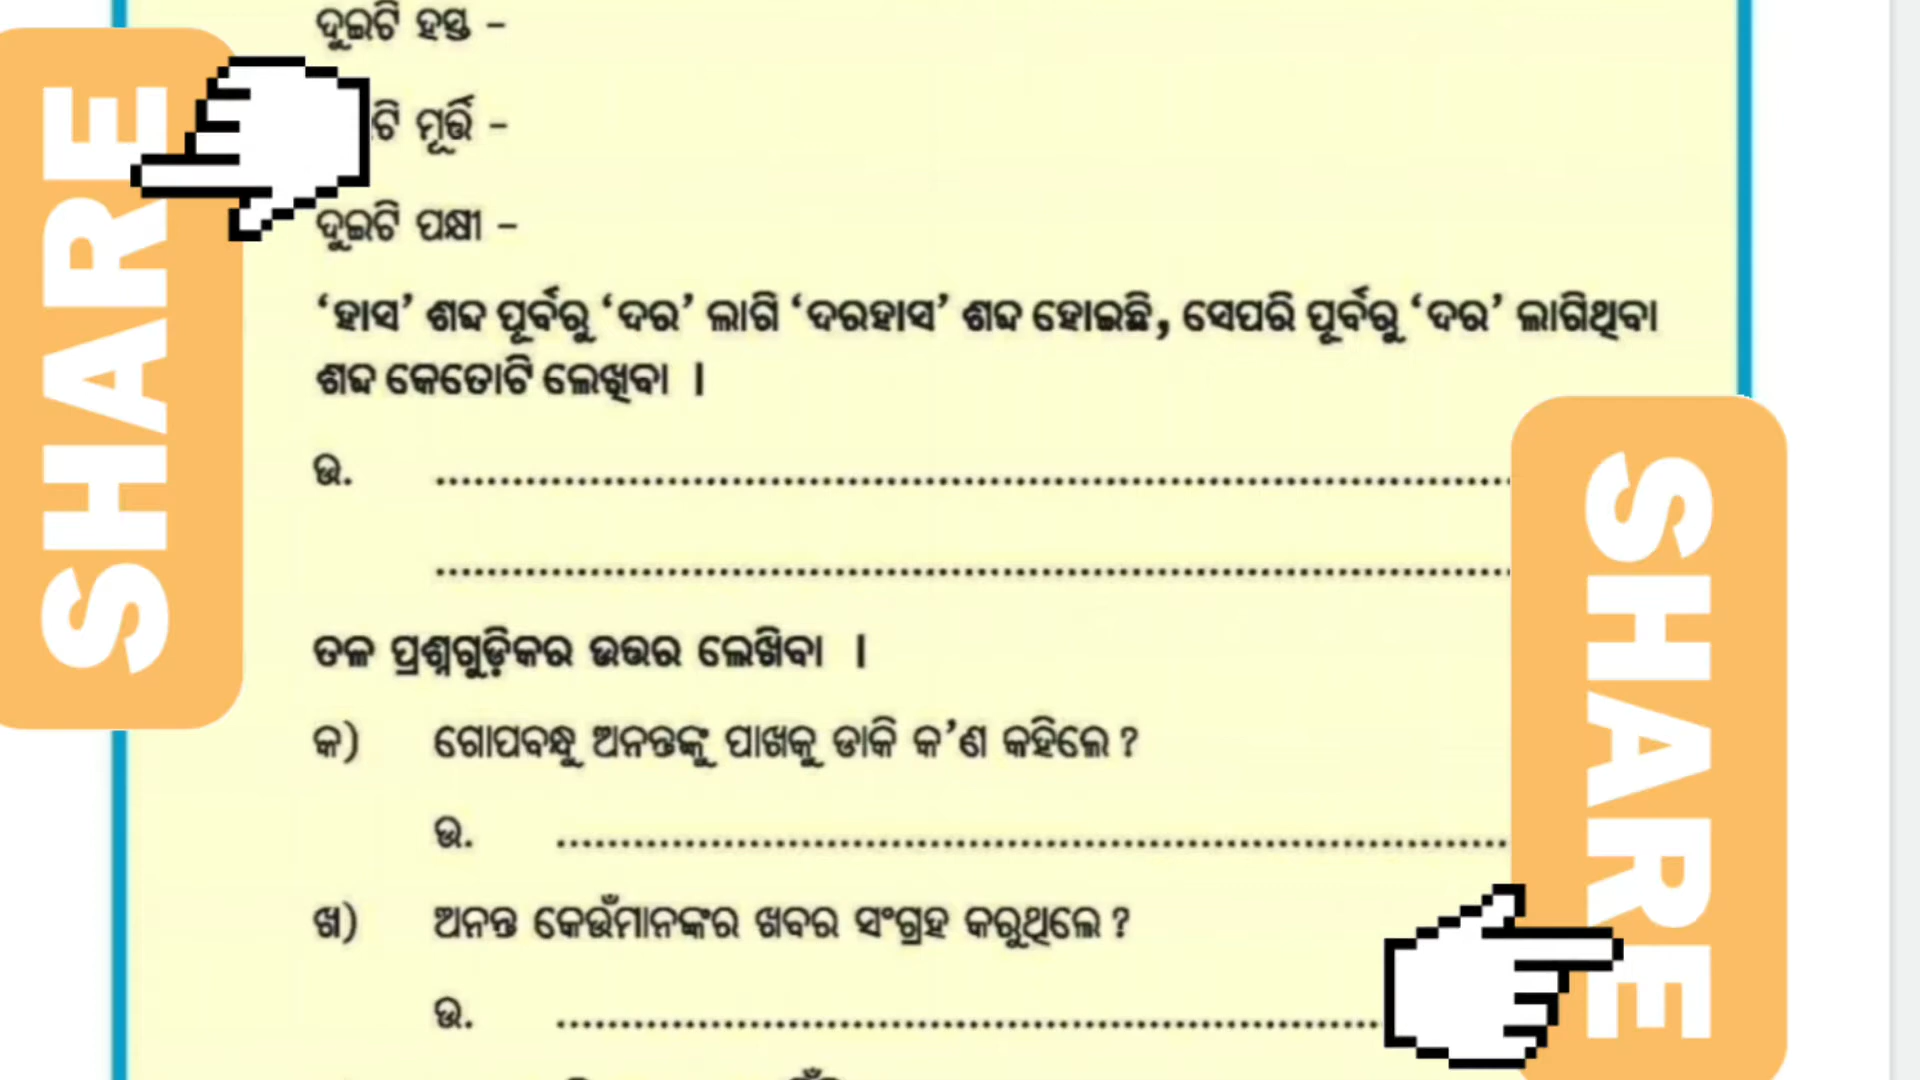 ଦୁଇଟି ହସ୍ତ –
ଟି ମୂର୍ତ୍ତି –
ଦୁଇଟି ପକ୍ଷୀ –
‘ହାସ’ ଶବ୍ଦ ପୂର୍ବରୁ ‘ଦର’ ଲାଗି ‘ଦରହାସ’ ଶବ୍ଦ ହୋଇଛି, ସେପରି ପୂର୍ବରୁ ‘ଦର’ ଲାଗିଥିବା
ଶବ୍ଦ କେତୋଟି ଲେଖିବା ।
ଉ. ........................................................................
........................................................................
ତଳ ପ୍ରଶ୍ନଗୁଡ଼ିକର ଉତ୍ତର ଲେଖିବା ।
କ) ଗୋପବନ୍ଧୁ ଅନନ୍ତଙ୍କୁ ପାଖକୁ ଡାକି କ’ଣ କହିଲେ ?
ଉ. ........................................................................
ଖ) ଅନନ୍ତ କେଉଁମାନଙ୍କର ଖବର ସଂଗ୍ରହ କରୁଥିଲେ ?
ଉ. ........................................................................
SHARE
SHARE